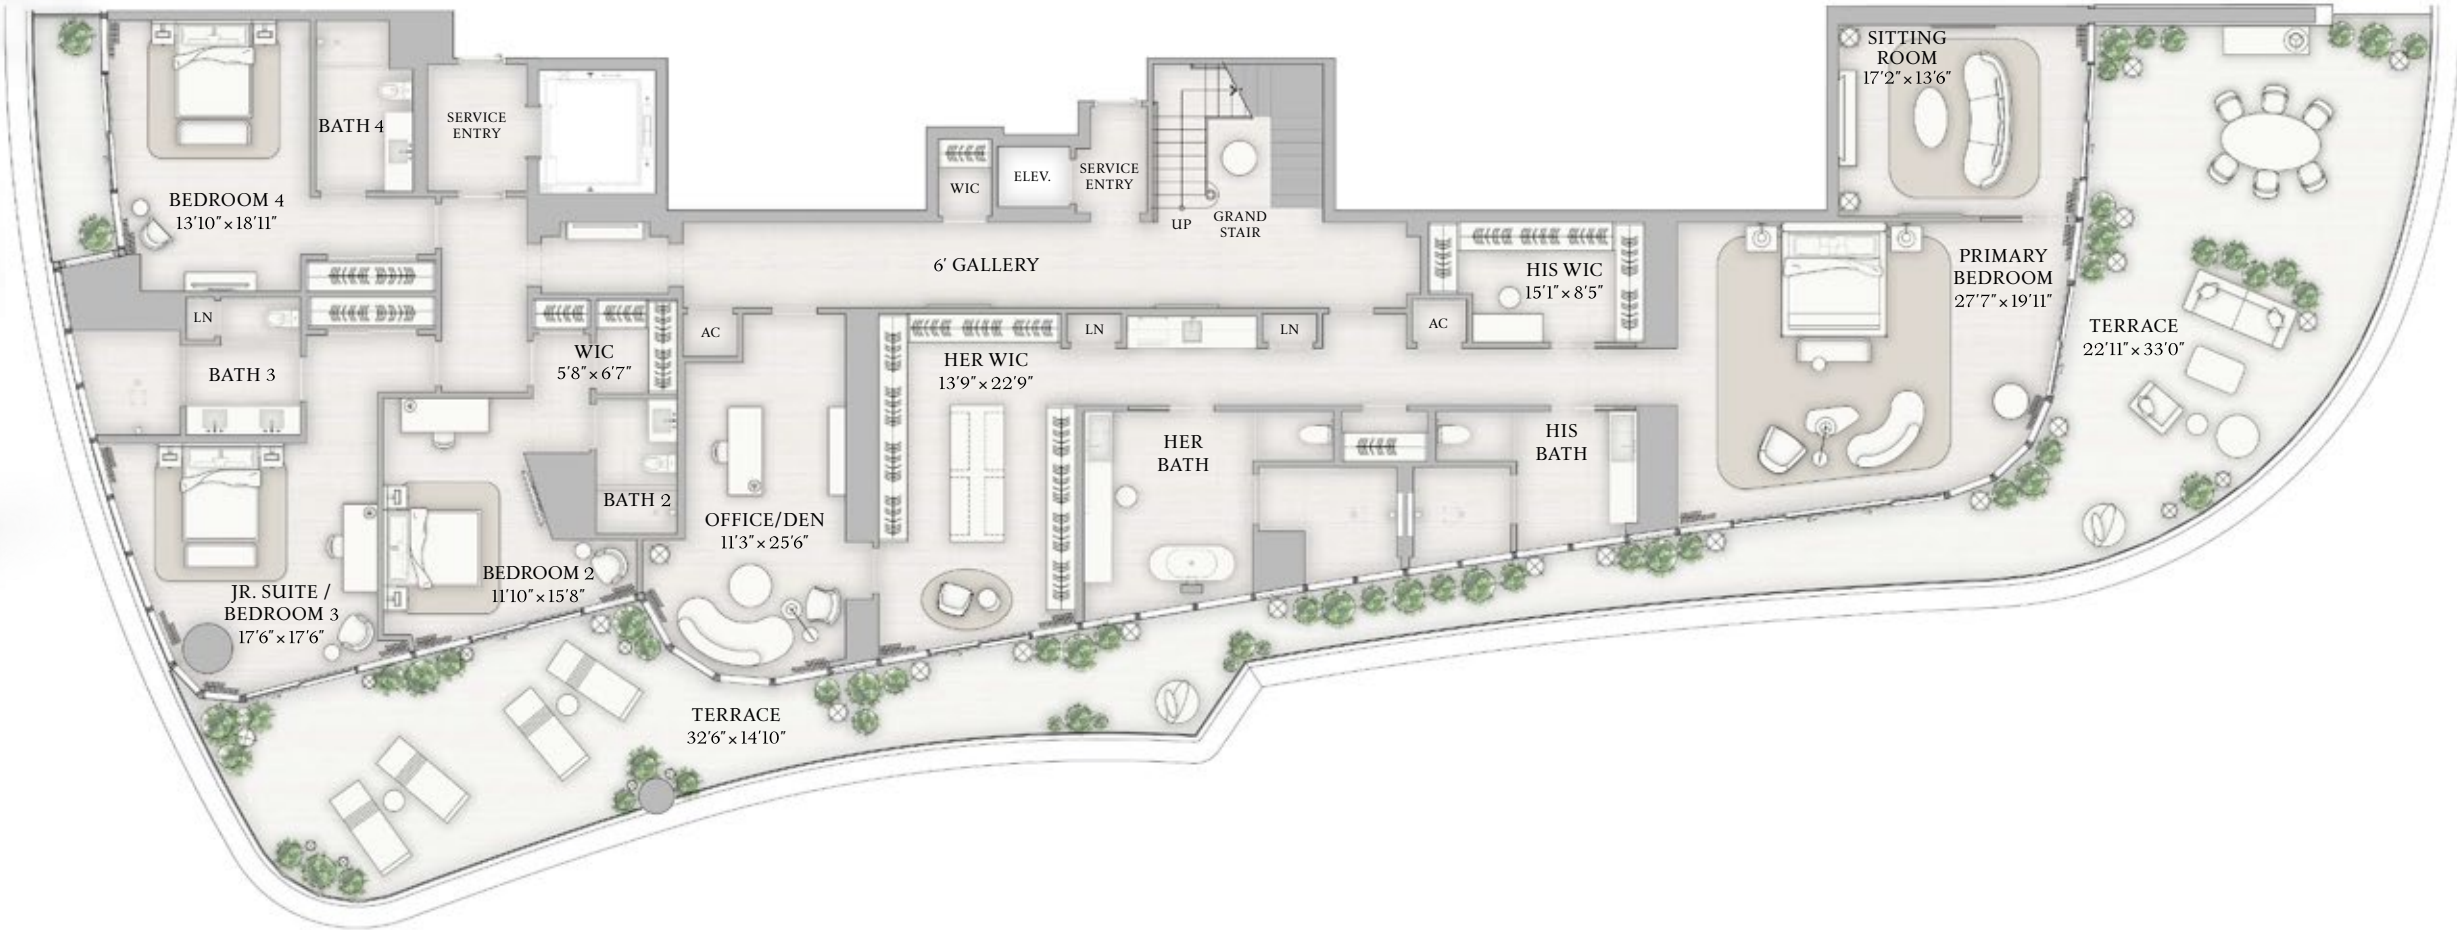 BEDROOM 4
13'10" × 18'11"
BATH 4
SERVICE
ENTRY
WIC
ELEV.
SERVICE
ENTRY
UP
GRAND
STAIR
SITTING
ROOM
17'2" × 13'6"
6' GALLERY
HIS WIC
15'1" × 8'5"
PRIMARY
BEDROOM
27'7" × 19'11"
TERRACE
22'11" × 33'0"
LN
BATH 3
WIC
5'8" × 6'7"
AC
HER WIC
13'9" × 22'9"
LN
LN
AC
HER
BATH
HIS
BATH
BATH 2
OFFICE/DEN
11'3" × 25'6"
BEDROOM 2
11'10" × 15'8"
JR. SUITE /
BEDROOM 3
17'6" × 17'6"
TERRACE
32'6" × 14'10"